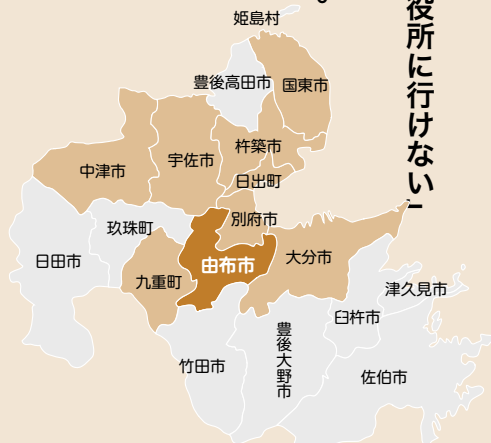 役所に行けない」
姫島村
豊後高田市
国東市
杵築市
宇佐市
中津市
日出町
別府市
玖珠町
日田市
由布市
大分市
九重町
津久見市
臼杵市
豊後大野市
竹田市
佐伯市